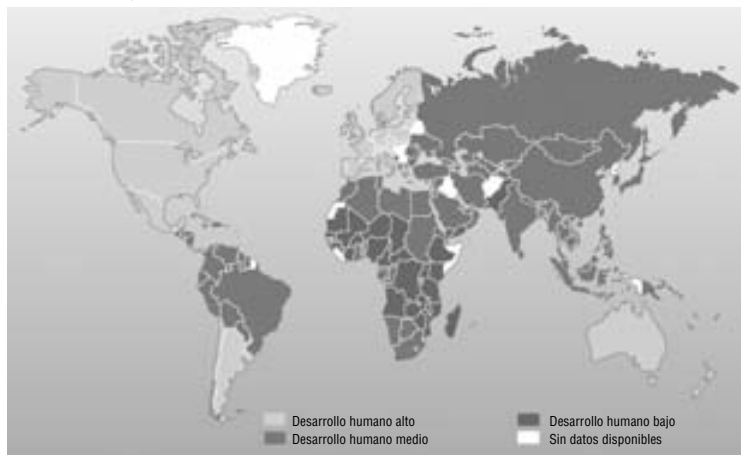 Desarrollo humano alto
Desarrollo humano medio
Desarrollo humano bajo
Sin datos disponibles